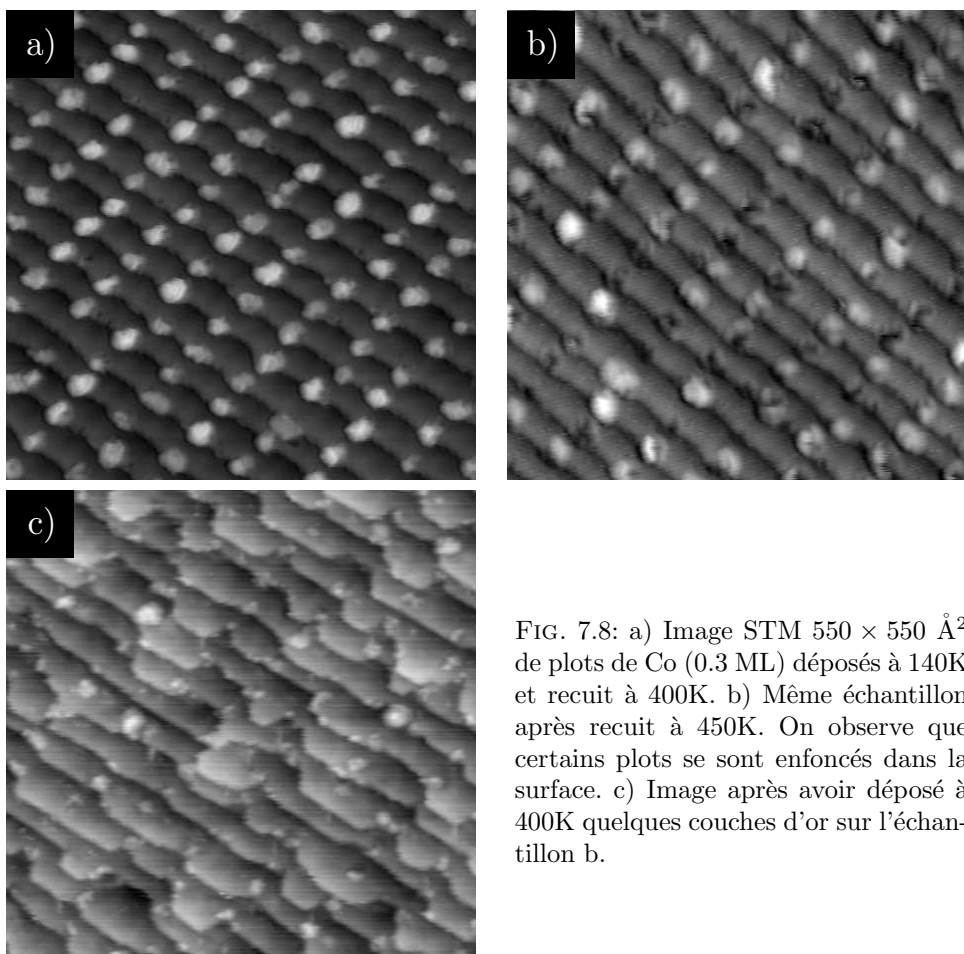 a)
b)
c)
FIG. 7.8: a) Image STM 550 × 550 Å²
de plots de Co (0.3 ML) déposés à 140K
et recuit à 400K. b) Même échantillon
après recuit à 450K. On observe que
certains plots se sont enfoncés dans la
surface. c) Image après avoir déposé à
400K quelques couches d'or sur l'échan-
tillon b.